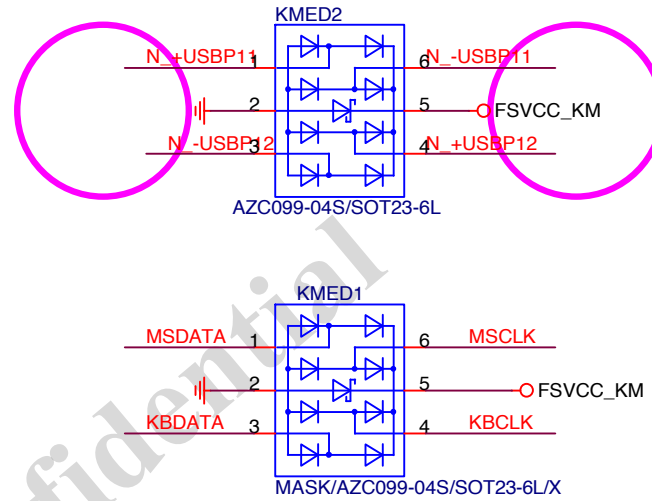 KMED2
N_+USBP11 1 6 N_-USBP11
2 5 FSVCC_KM
N_-USBP12 3 4 N_+USBP12
AZC099-04S/SOT23-6L
KMED1
MSDATA 1 6 MSCLK
2 5 FSVCC_KM
KBDATA 3 4 KBCLK
MASK/AZC099-04S/SOT23-6L/X
fidential